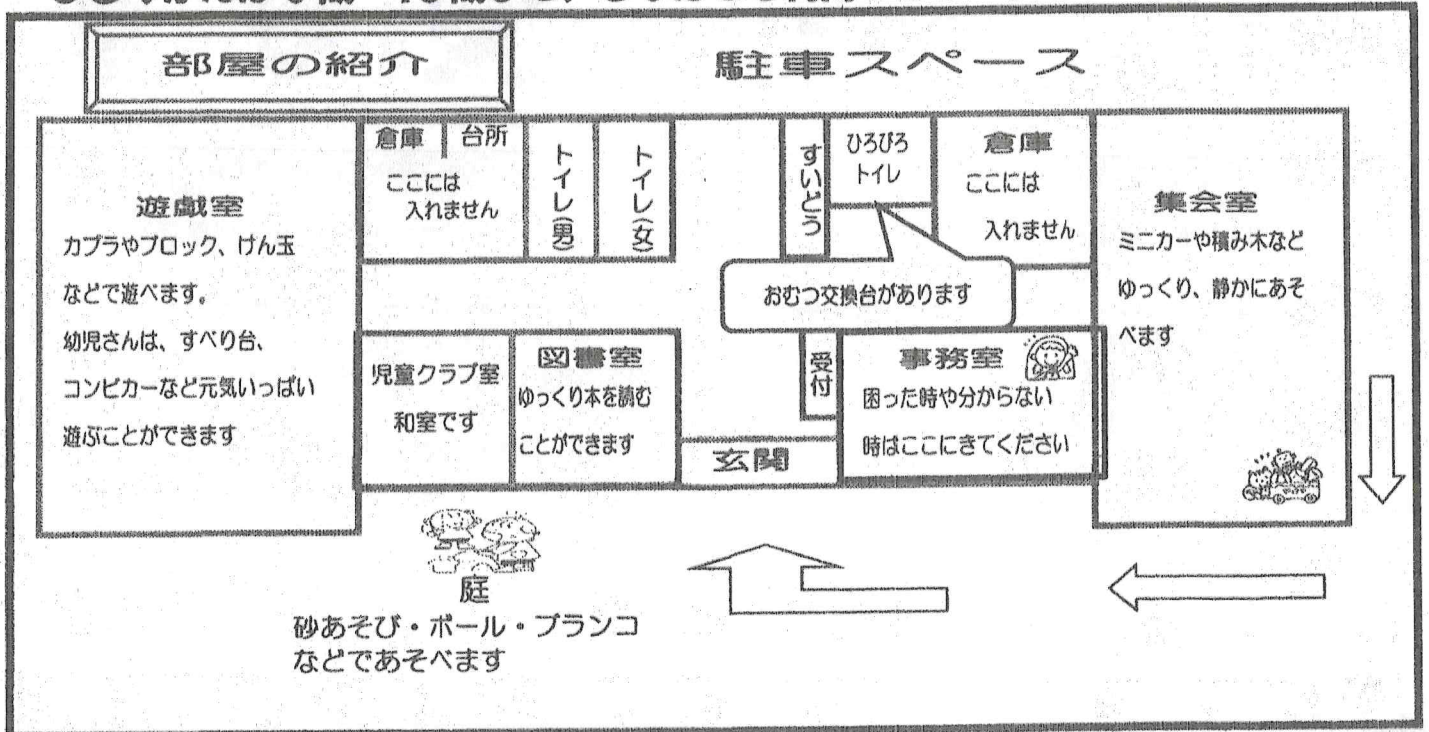 部屋の紹介
駐車スペース
遊戯室
カプラやブロック、けん玉
などで遊べます。
幼児さんは、すべり台、
コンビカーなど元気いっぱい
遊ぶことができます
倉庫
台所
ここには
入れません
トイレ(男)
トイレ(女)
すいとう
ひろびろ
トイレ
おむつ交換台があります
倉庫
ここには
入れません
集会室
ミニカーや積み木など
ゆっくり、静かにあそ
べます
児童クラブ室
和室です
図書室
ゆっくり本を読む
ことができます
玄関
受付
事務室
困った時や分からない
時はここにきてください
庭
砂あそび・ボール・ブランコ
などであそべます